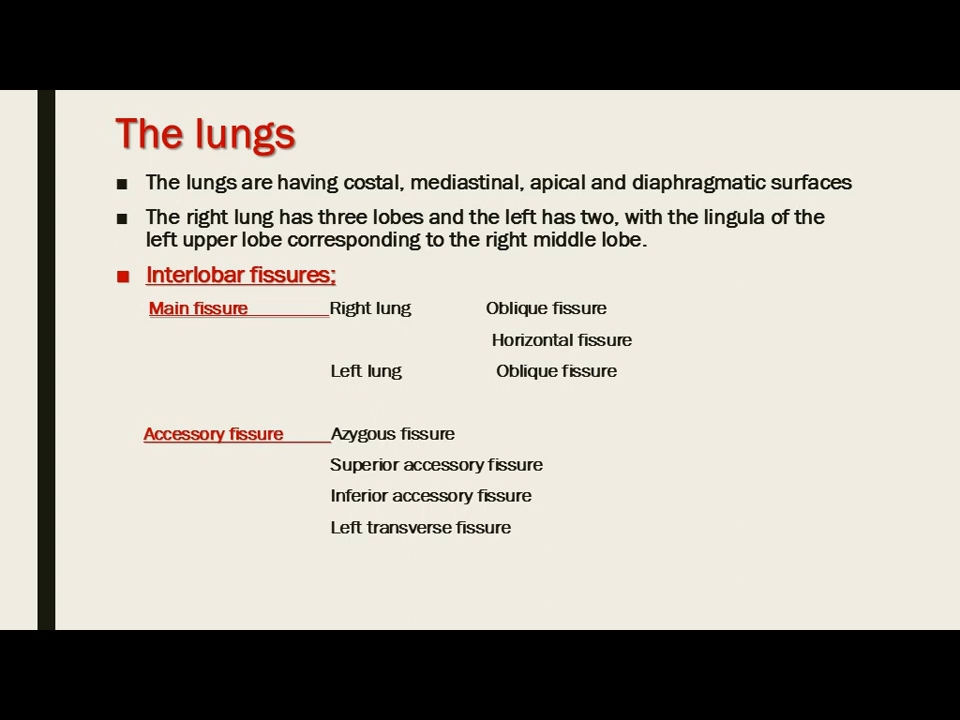 The lungs
■ The lungs are having costal, mediastinal, apical and diaphragmatic surfaces
■ The right lung has three lobes and the left has two, with the lingula of the
left upper lobe corresponding to the right middle lobe.
■ Interlobar fissures;
Main fissure Right lung Oblique fissure
Horizontal fissure
Left lung Oblique fissure
Accessory fissure Azygous fissure
Superior accessory fissure
Inferior accessory fissure
Left transverse fissure